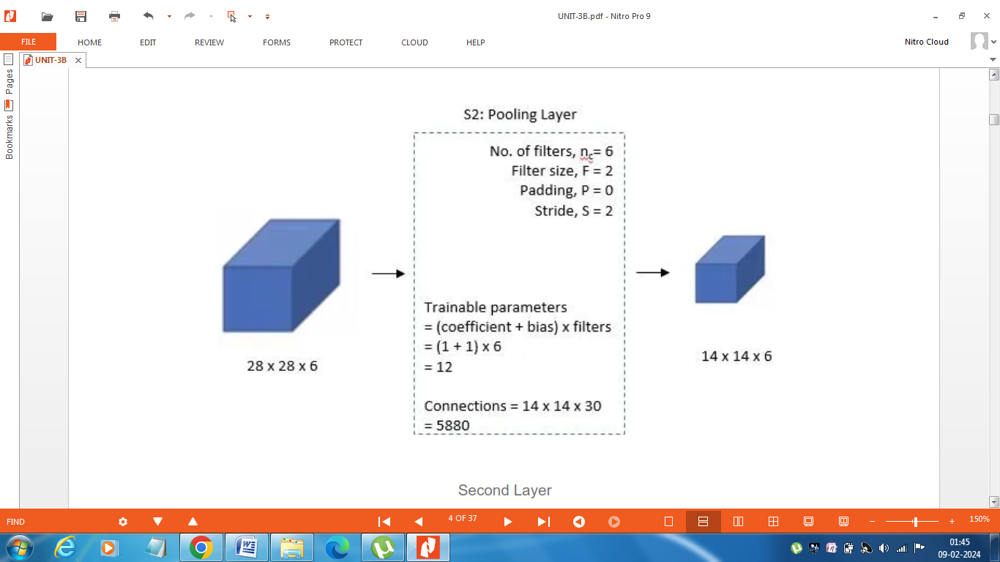 UNIT-3B.pdf - Nitro Pro 9
FILE
HOME
EDIT
REVIEW
FORMS
PROTECT
CLOUD
HELP
Nitro Cloud
UNIT-3B
Pages
Bookmarks
S2: Pooling Layer
No. of filters, nc= 6
Filter size, F = 2
Padding, P = 0
Stride, S = 2
Trainable parameters
= (coefficient + bias) x filters
= (1 + 1) x 6
= 12
Connections = 14 x 14 x 30
= 5880
28 x 28 x 6
14 x 14 x 6
Second Layer
FIND
4 OF 37
150%
01:45
09-02-2024